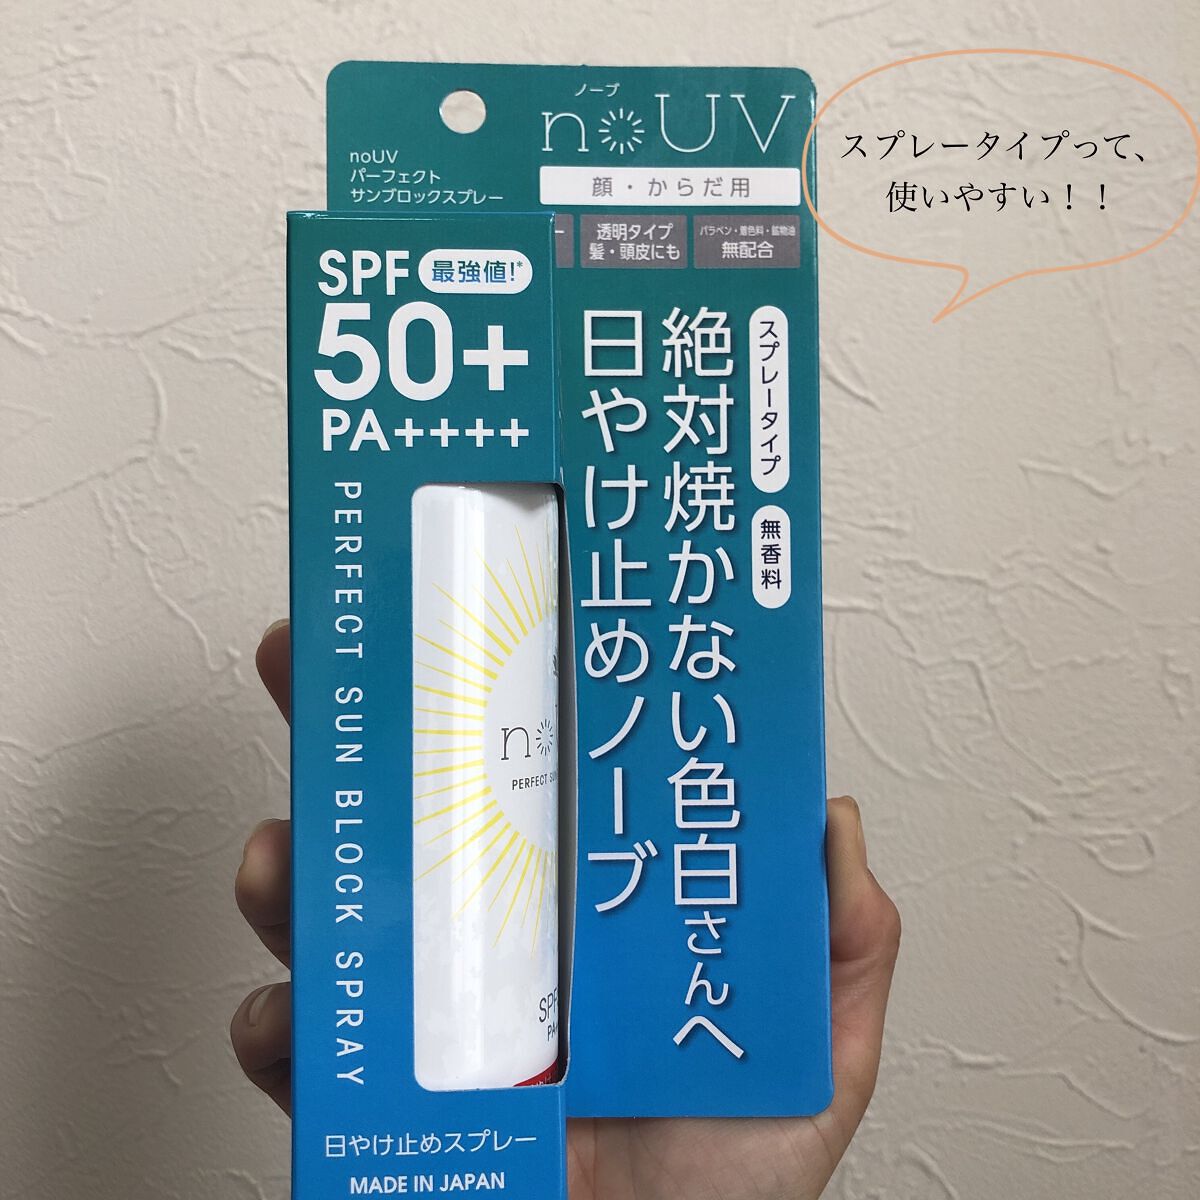 ノーブ
noUV
noUV
パーフェクト
サンブロックスプレー
顔・からだ用
スプレータイプって、
使いやすい！！
透明タイプ
髪・頭皮にも
パラベン・着色料・鉱物油
無配合
SPF
最強値!*
50+
PA++++
スプレータイプ
無香料
絶対焼かない色白さんへ
日やけ止めノーブ
PERFECT SUN BLOCK SPRAY
no
PERFECT SUN
SPF
PA+
日やけ止めスプレー
MADE IN JAPAN